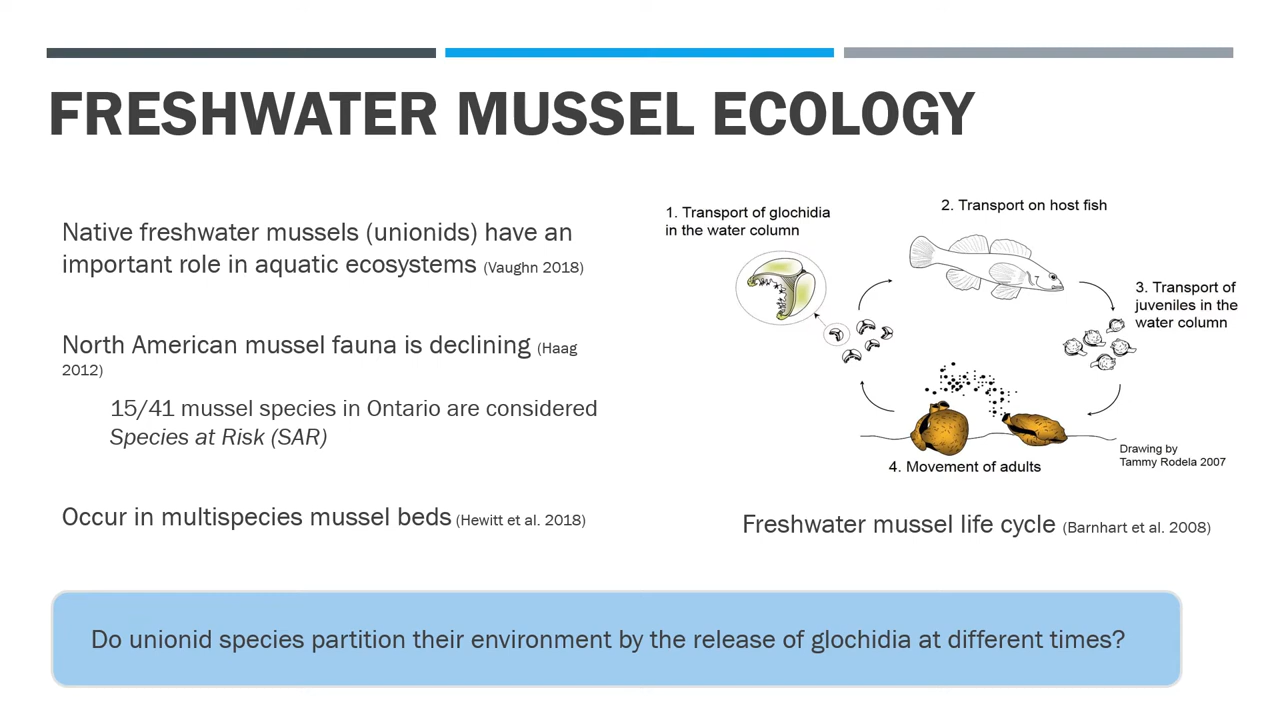 FRESHWATER MUSSEL ECOLOGY
Native freshwater mussels (unionids) have an
important role in aquatic ecosystems (Vaughn 2018)
North American mussel fauna is declining (Haag
2012)
15/41 mussel species in Ontario are considered
Species at Risk (SAR)
Occur in multispecies mussel beds (Hewitt et al. 2018)
1. Transport of glochidia
in the water column
2. Transport on host fish
3. Transport of
juveniles in the
water column
4. Movement of adults
Drawing by
Tammy Rodela 2007
Freshwater mussel life cycle (Barnhart et al. 2008)
Do unionid species partition their environment by the release of glochidia at different times?